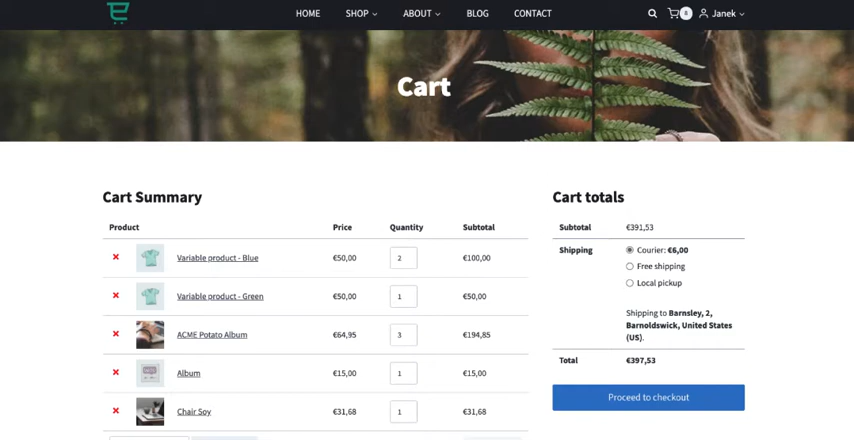 HOME SHOP ABOUT BLOG CONTACT 8 Janek
Cart
Cart Summary
Product Price Quantity Subtotal
Variable product - Blue €50,00 2 €100,00
Variable product - Green €50,00 1 €50,00
ACME Potato Album €64,95 3 €194,85
Album €15,00 1 €15,00
Chair Soy €31,68 1 €31,68
Cart totals
Subtotal €391,53
Shipping Courier: €6,00
Free shipping
Local pickup
Shipping to Barnsley, 2,
Barnoldswick, United States
(US).
Total €397,53
Proceed to checkout